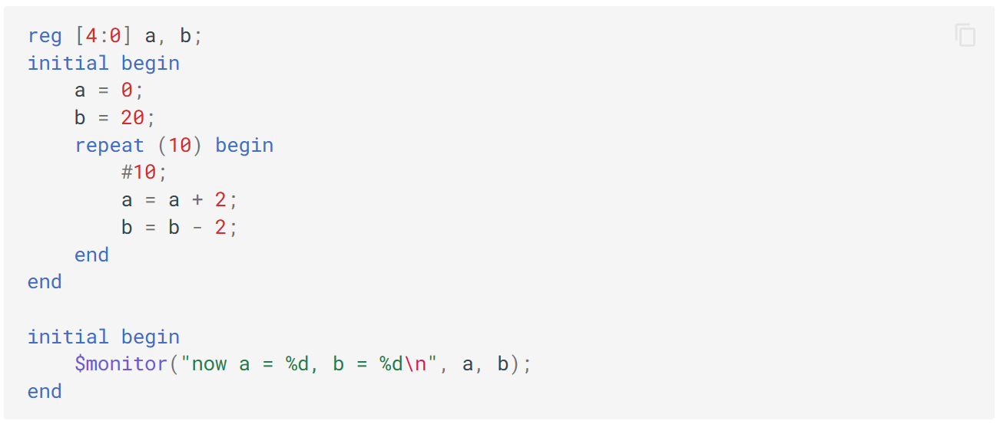 reg [4:0] a, b;
initial begin
    a = 0;
    b = 20;
    repeat (10) begin
        #10;
        a = a + 2;
        b = b - 2;
    end
end

initial begin
    $monitor("now a = %d, b = %d\n", a, b);
end